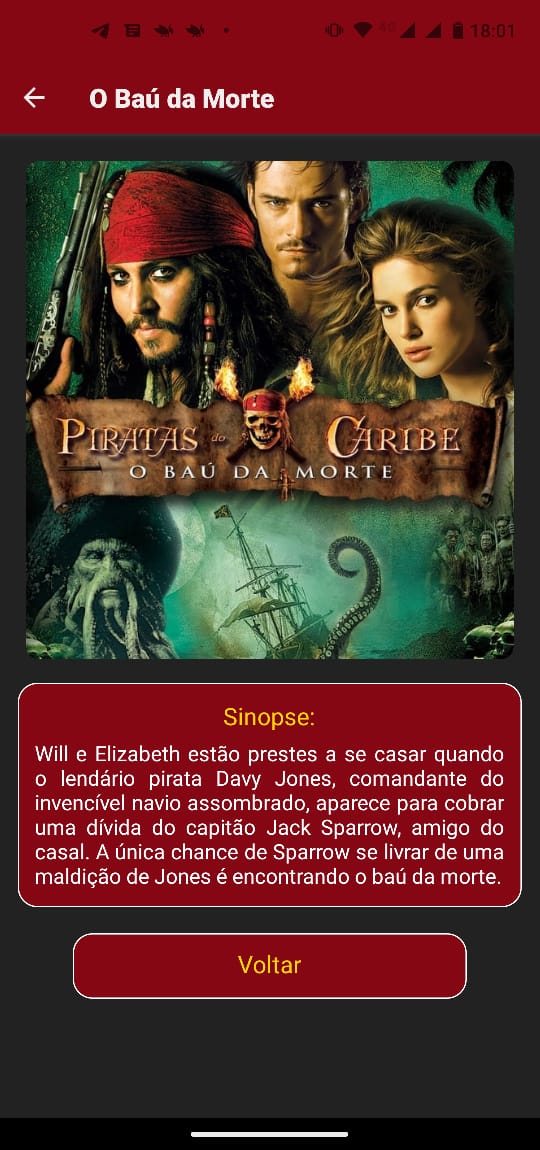 4G 18:01
O Baú da Morte
PIRATAS do CARIBE
O BAÚ DA MORTE
Sinopse:
Will e Elizabeth estão prestes a se casar quando
o lendário pirata Davy Jones, comandante do
invencível navio assombrado, aparece para cobrar
uma dívida do capitão Jack Sparrow, amigo do
casal. A única chance de Sparrow se livrar de uma
maldição de Jones é encontrando o baú da morte.
Voltar